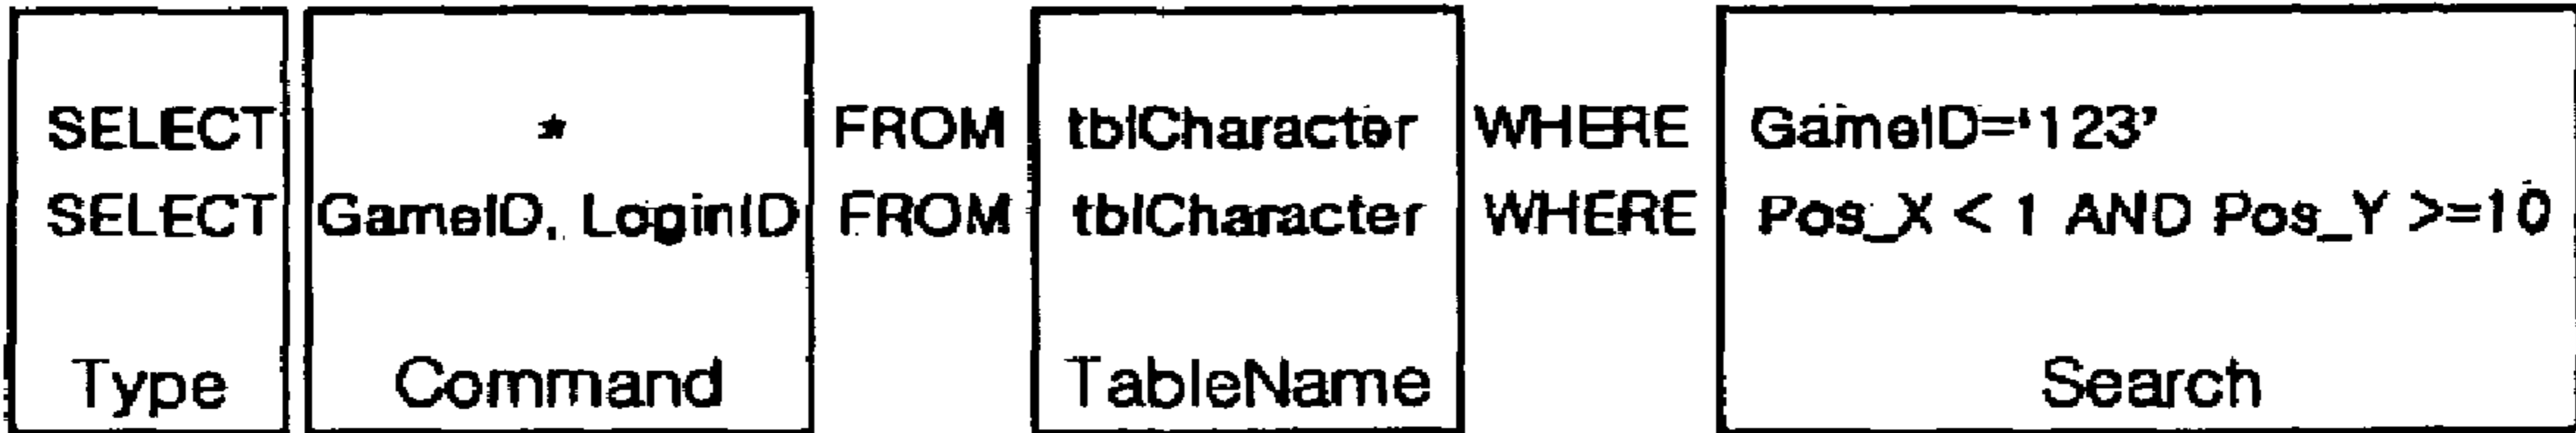 SELECT * FROM tblCharacter WHERE GameID='123'
SELECT GameID, LoginID FROM tblCharacter WHERE Pos_X < 1 AND Pos_Y >=10
Type Command TableName Search